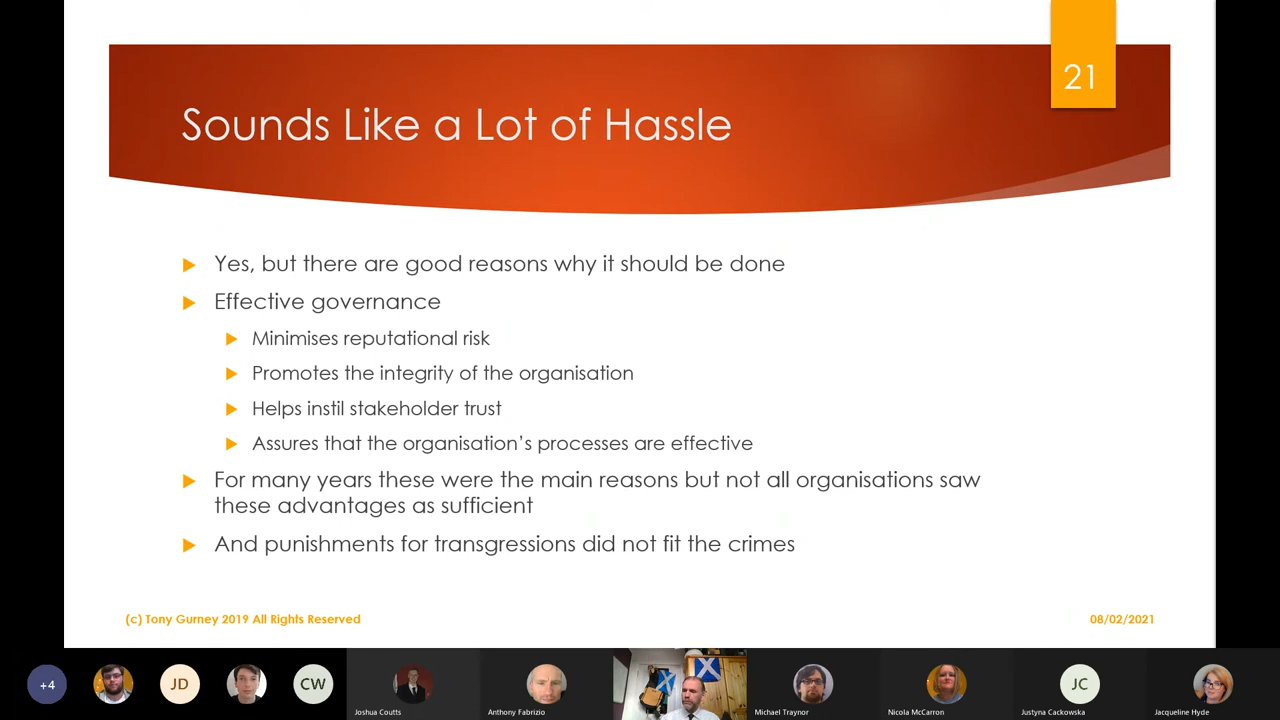 21
Sounds Like a Lot of Hassle
Yes, but there are good reasons why it should be done
Effective governance
Minimises reputational risk
Promotes the integrity of the organisation
Helps instil stakeholder trust
Assures that the organisation's processes are effective
For many years these were the main reasons but not all organisations saw
these advantages as sufficient
And punishments for transgressions did not fit the crimes
(c) Tony Gurney 2019 All Rights Reserved
08/02/2021
+4
JD
CW
Joshua Coutts
Anthony Fabrizio
Michael Traynor
Nicola McCarron
JC
Justyna Cackowska
Jacqueline Hyde